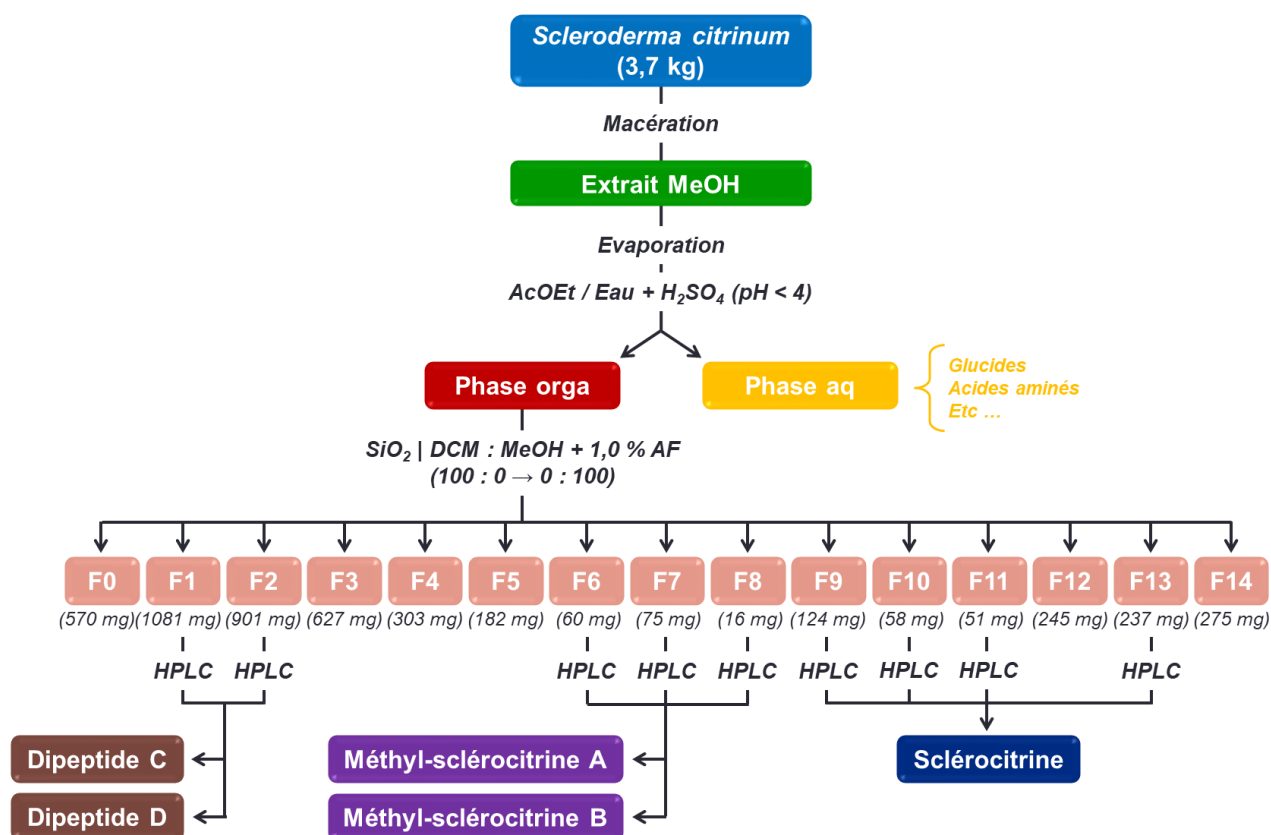 Scleroderma citrinum
(3,7 kg)
Macération
Extrait MeOH
Evaporation
AcOEt / Eau + H₂SO₄ (pH < 4)
Phase orga
Phase aq
Glucides
Acides aminés
Etc ...
SiO₂ | DCM : MeOH + 1,0 % AF
(100 : 0 → 0 : 100)
F0 F1 F2 F3 F4 F5 F6 F7 F8 F9 F10 F11 F12 F13 F14
(570 mg) (1081 mg) (901 mg) (627 mg) (303 mg) (182 mg) (60 mg) (75 mg) (16 mg) (124 mg) (58 mg) (51 mg) (245 mg) (237 mg) (275 mg)
HPLC HPLC HPLC HPLC HPLC HPLC HPLC HPLC HPLC
Dipeptide C Méthyl-sclérocitrine A Sclérocitrine
Dipeptide D Méthyl-sclérocitrine B